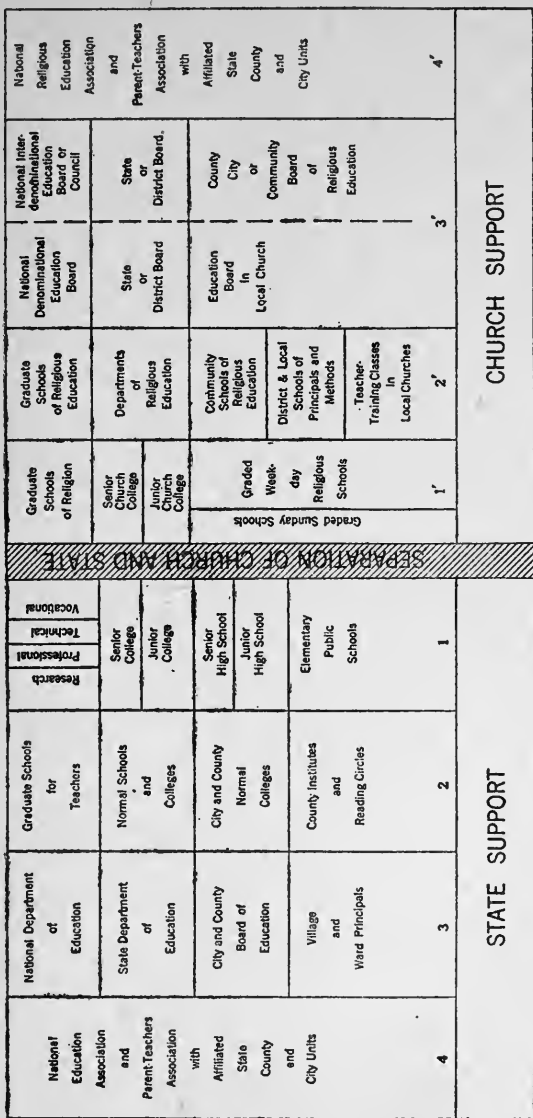 National
Education
Association
and
Parent-Teachers
Association
with
Affiliated
State
County
and
City Units
4
National Department
of
Education
State Department
of
Education
City and County
Board of
Education
Village
and
Ward Principals
3
Graduate Schools
for
Teachers
Normal Schools
and
Colleges
City and County
Normal
Colleges
County Institutes
and
Reading Circles
2
Research
Professional
Technical
Vocational
Senior
College
Junior
College
Senior
High School
Junior
High School
Elementary
Public
Schools
1
STATE SUPPORT
SEPARATION OF CHURCH AND STATE
Graduate Schools
of Religion
Senior
Church
College
Junior
Church
College
Graded Sunday Schools
Graded
Week-
day
Religious
Schools
1'
Graduate
Schools
of Religious
Education
Departments
of
Religious
Education
Community
Schools of
Religious
Education
District & Local
Schools of
Principals and
Methods
Teacher-
Training Classes
in
Local Churches
2'
National
Denominational
Education
Board
State
or
District Board
Education
Board
in
Local Church
National Inter-
denominational
Education
Board or
Council
State
or
District Board
County
City
or
Community
Board
of
Religious
Education
3'
National
Religious
Education
Association
and
Parent-Teachers
Association
with
Affiliated
State
County
and
City Units
4'
CHURCH SUPPORT